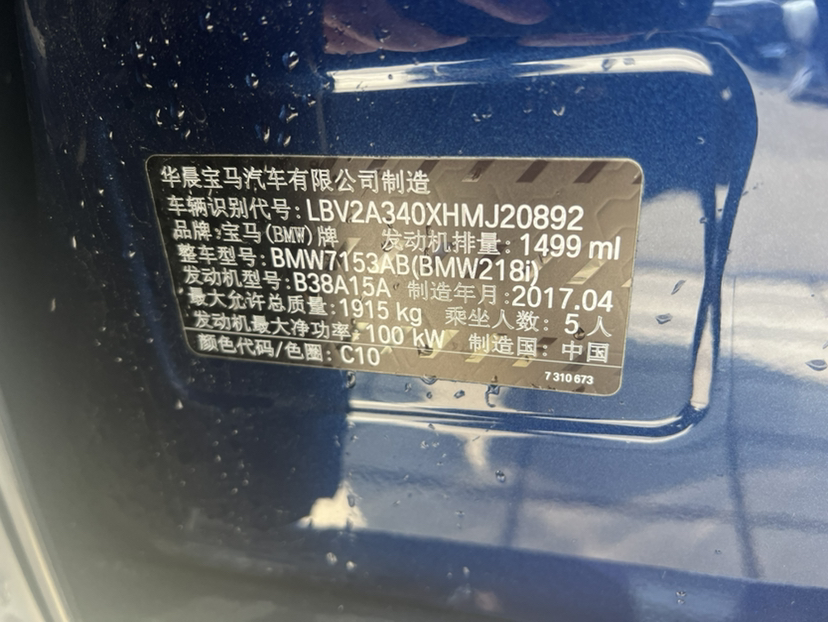 华晨宝马汽车有限公司制造
车辆识别代号: LBV2A340XHMJ20892
品牌: 宝马(BMW)牌 发动机排量: 1499 ml
整车型号: BMW7153AB(BMW218i)
发动机型号: B38A15A 制造年月: 2017.04
最大允许总质量: 1915 kg 乘坐人数: 5 人
发动机最大净功率: 100 kW 制造国: 中国
颜色代码/色圈: C10
7 310 673